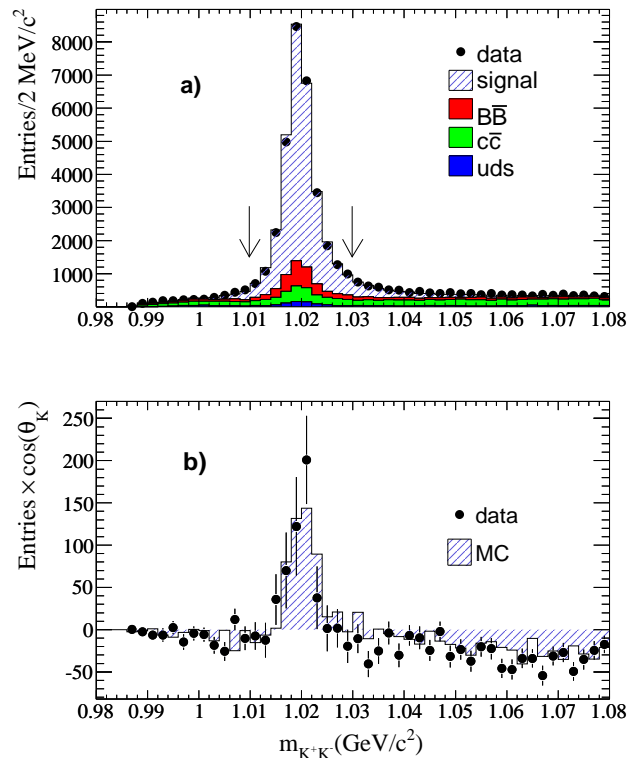 Entries/2 MeV/c²
8000
7000
6000
5000
4000
3000
2000
1000
a)
data
signal
BB̅
cc̅
uds
0.98 0.99 1 1.01 1.02 1.03 1.04 1.05 1.06 1.07 1.08
Entries × cos(θ_K)
250
200
150
100
50
0
-50
b)
data
MC
0.98 0.99 1 1.01 1.02 1.03 1.04 1.05 1.06 1.07 1.08
m_K⁺K⁻(GeV/c²)